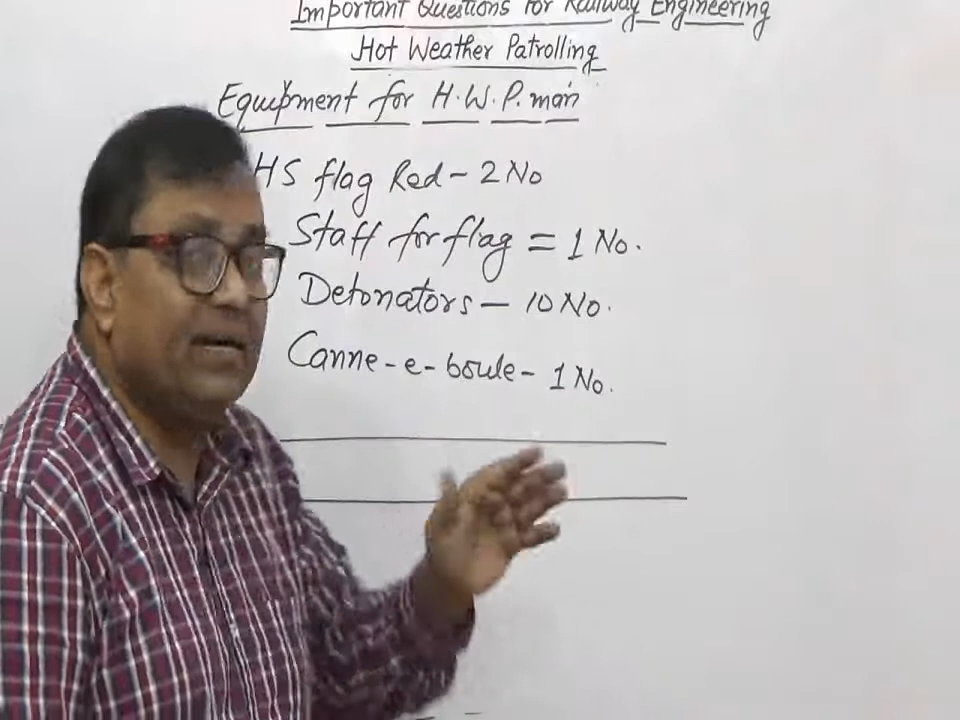 Important Questions for Railway Engineering
Hot Weather Patrolling
Equipment for H.W.P. man
HS flag Red - 2 No
Staff for flag = 1 No.
Detonators - 10 No.
Canne-e-boule - 1 No.